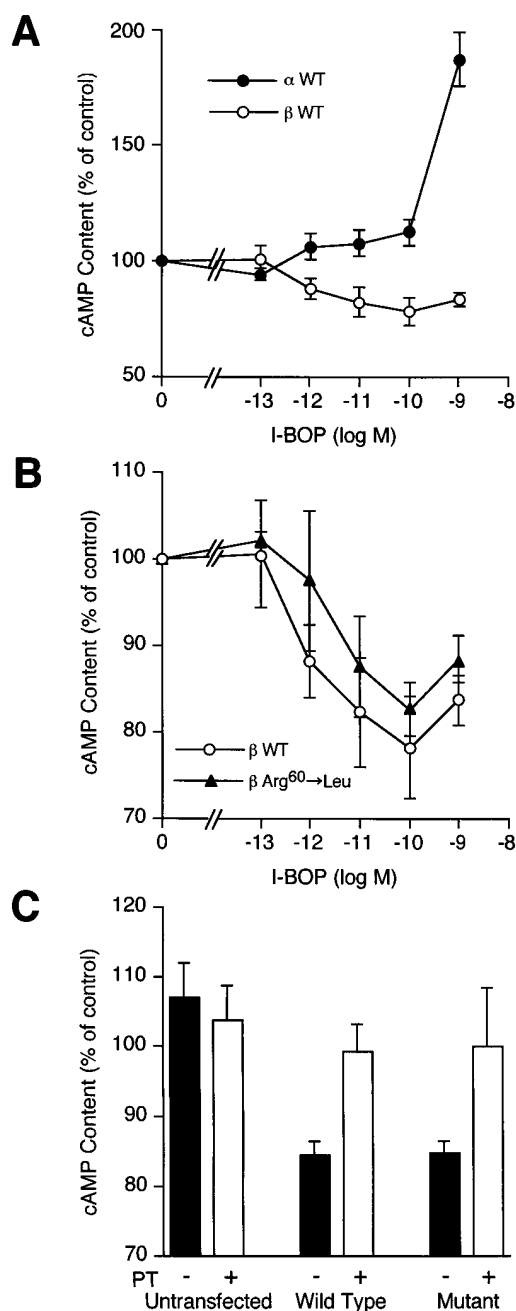 A
200
150
100
50
cAMP Content (% of control)
α WT
β WT
0 -13 -12 -11 -10 -9 -8
I-BOP (log M)
B
110
100
90
80
70
cAMP Content (% of control)
β WT
β Arg⁶⁰→Leu
0 -13 -12 -11 -10 -9 -8
I-BOP (log M)
C
120
110
100
90
80
70
cAMP Content (% of control)
PT - + - + - +
Untransfected Wild Type Mutant